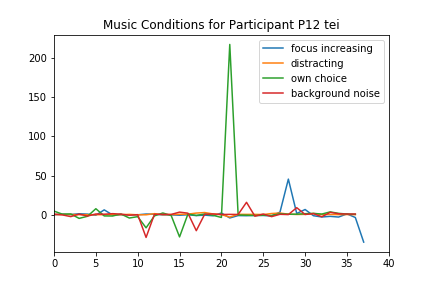 Music Conditions for Participant P12 tei
focus increasing
distracting
own choice
background noise
200
150
100
50
0
0 5 10 15 20 25 30 35 40